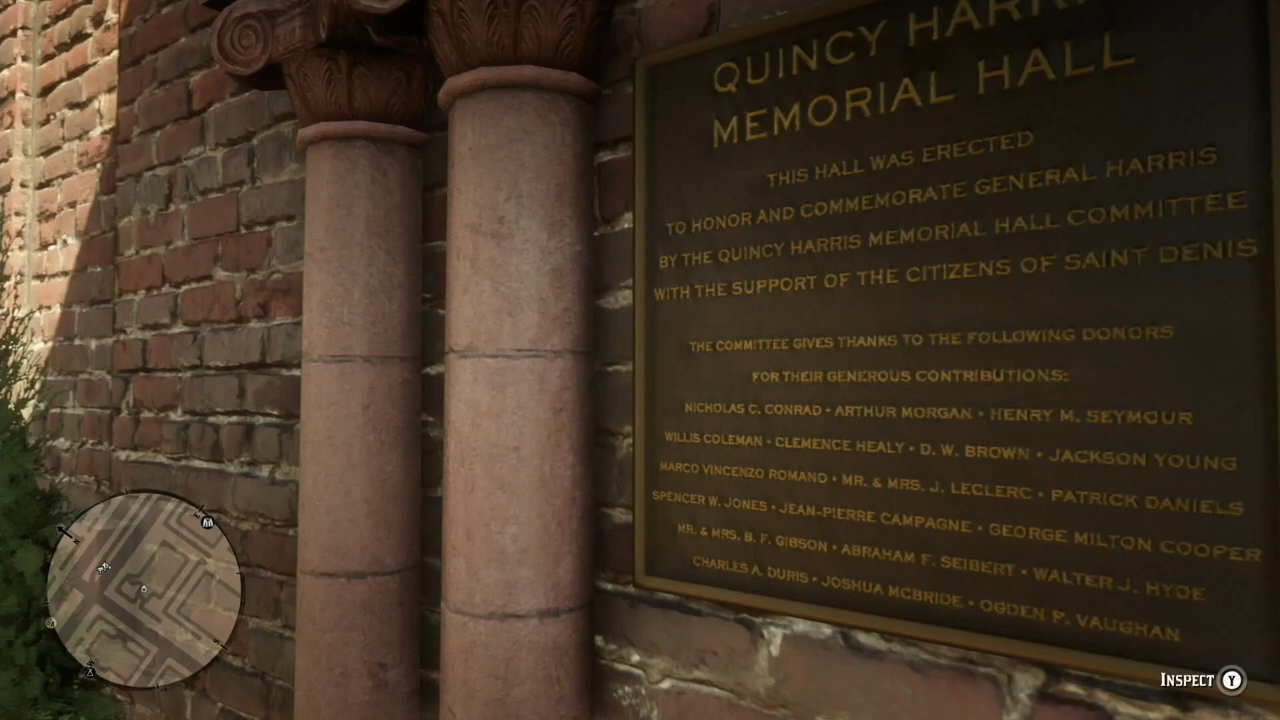 QUINCY HARRI
MEMORIAL HALL
THIS HALL WAS ERECTED
TO HONOR AND COMMEMORATE GENERAL HARRIS
BY THE QUINCY HARRIS MEMORIAL HALL COMMITTEE
WITH THE SUPPORT OF THE CITIZENS OF SAINT DENIS
THE COMMITTEE GIVES THANKS TO THE FOLLOWING DONORS
FOR THEIR GENEROUS CONTRIBUTIONS:
NICHOLAS C. CONRAD • ARTHUR MORGAN • HENRY M. SEYMOUR
WILLIS COLEMAN • CLEMENCE HEALY • D. W. BROWN • JACKSON YOUNG
MARCO VINCENZO ROMANO • MR. & MRS. J. LECLERC • PATRICK DANIELS
SPENCER W. JONES • JEAN-PIERRE CAMPAGNE • GEORGE MILTON COOPER
MR. & MRS. B. F. GIBSON • ABRAHAM F. SEIBERT • WALTER J. HYDE
CHARLES A. DURIS • JOSHUA MCBRIDE • OGDEN P. VAUGHAN
INSPECT Y